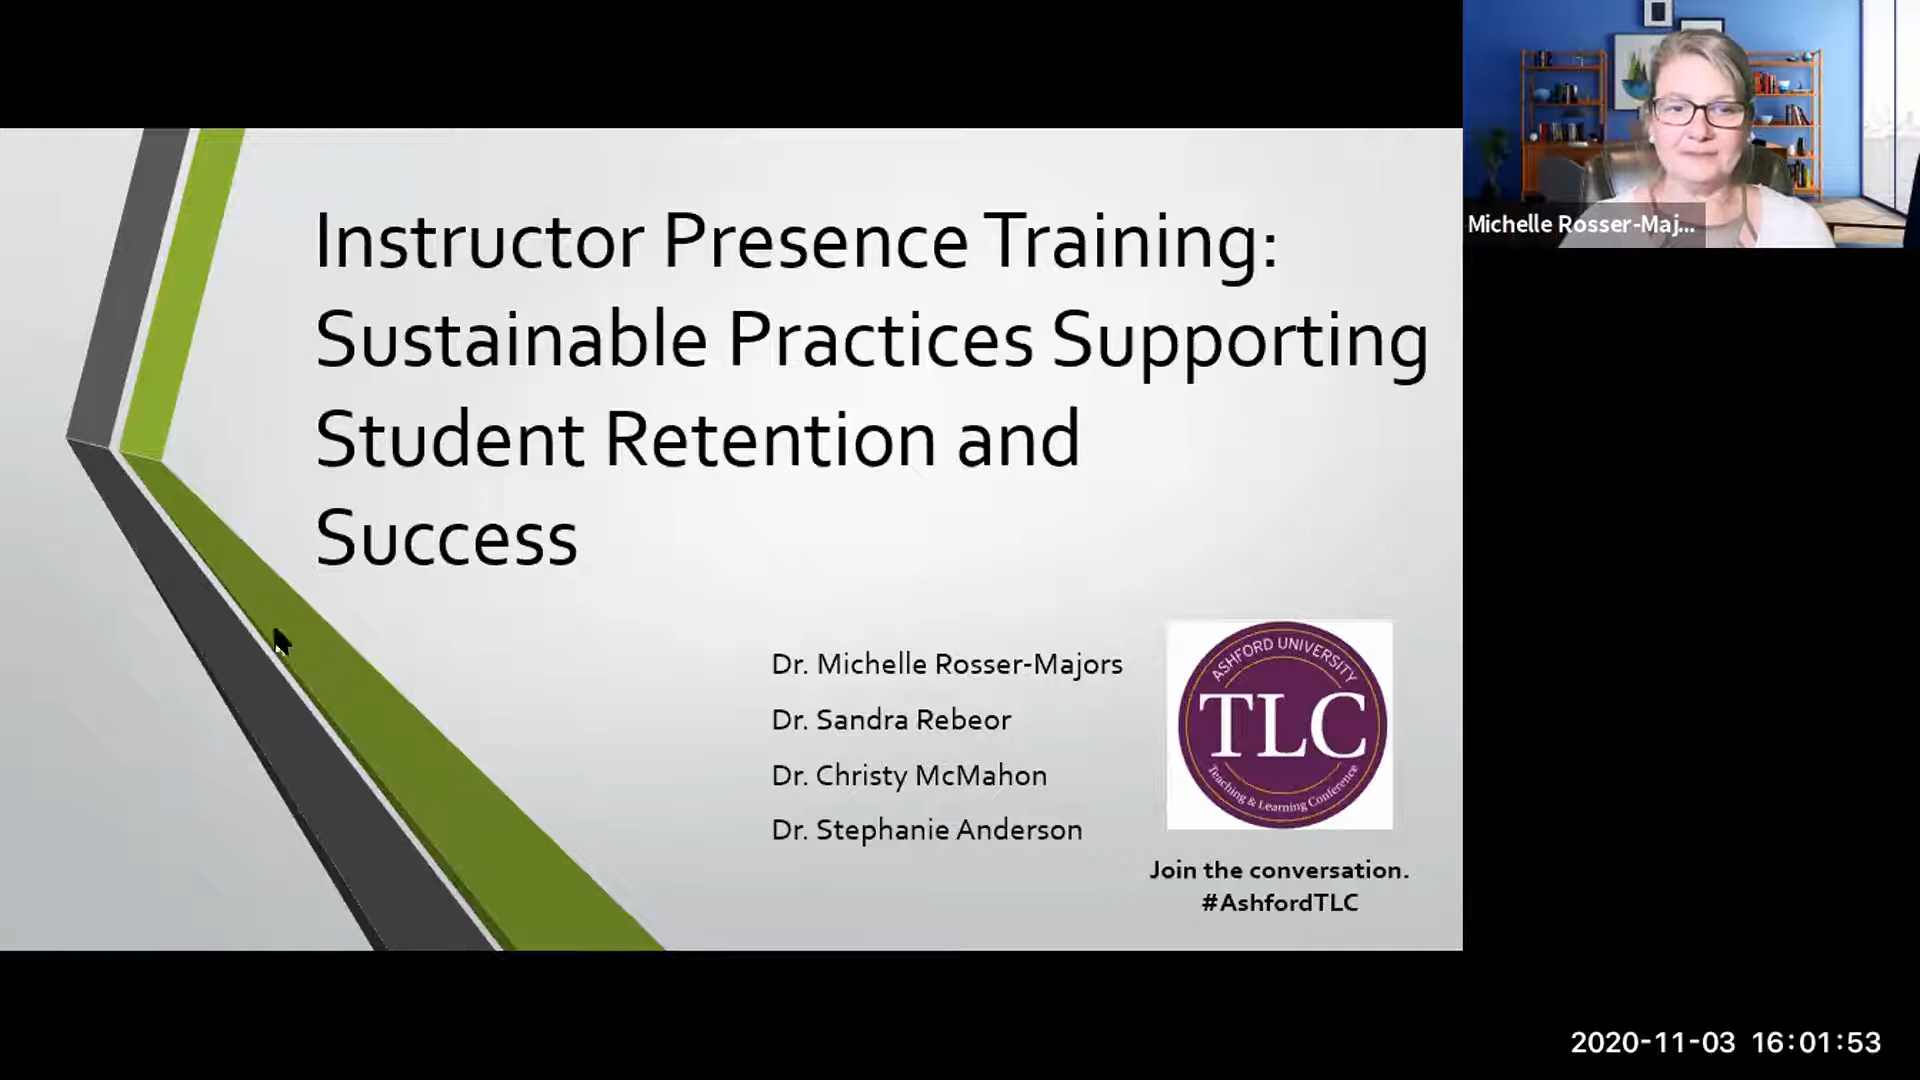 Michelle Rosser-Maj...
Instructor Presence Training:
Sustainable Practices Supporting
Student Retention and
Success
Dr. Michelle Rosser-Majors
Dr. Sandra Rebeor
Dr. Christy McMahon
Dr. Stephanie Anderson
ASHFORD UNIVERSITY
TLC
Teaching & Learning Conference
Join the conversation.
#AshfordTLC
2020-11-03 16:01:53